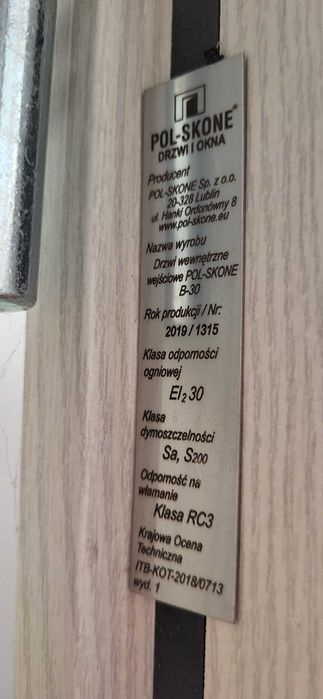 POL-SKONE®
DRZWI I OKNA
Producent
POL-SKONE Sp. z o.o.
20-328 Lublin
ul. Hanki Ordonówny 8
www.pol-skone.eu
Nazwa wyrobu
Drzwi wewnętrzne
wejściowe POL-SKONE
B-30
Rok produkcji / Nr:
2019 / 1315
Klasa odporności
ogniowej
EI₂ 30
Klasa
dymoszczelności
Sa, S200
Odporność na
włamanie
Klasa RC3
Krajowa Ocena
Techniczna
ITB-KOT-2018/0713
wyd. 1